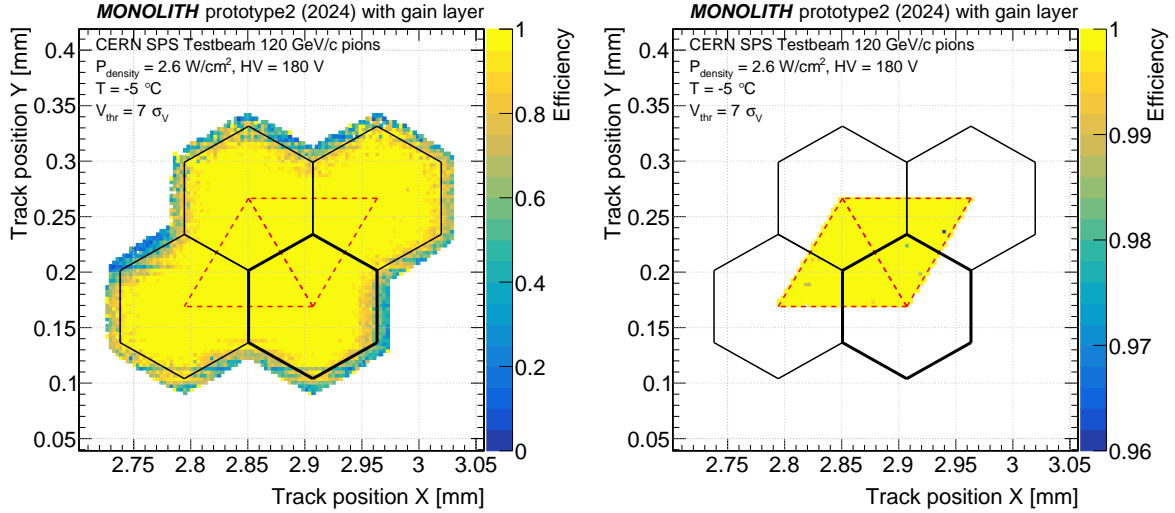 MONOLITH prototype2 (2024) with gain layer
CERN SPS Testbeam 120 GeV/c pions
P_density = 2.6 W/cm², HV = 180 V
T = -5 °C
V_thr = 7 σ_V
Track position Y [mm]
0.4
0.35
0.3
0.25
0.2
0.15
0.1
0.05
2.75
2.8
2.85
2.9
2.95
3
3.05
Track position X [mm]
1
0.8
0.6
0.4
0.2
0
Efficiency
MONOLITH prototype2 (2024) with gain layer
CERN SPS Testbeam 120 GeV/c pions
P_density = 2.6 W/cm², HV = 180 V
T = -5 °C
V_thr = 7 σ_V
Track position Y [mm]
0.4
0.35
0.3
0.25
0.2
0.15
0.1
0.05
2.75
2.8
2.85
2.9
2.95
3
3.05
Track position X [mm]
1
0.99
0.98
0.97
0.96
Efficiency